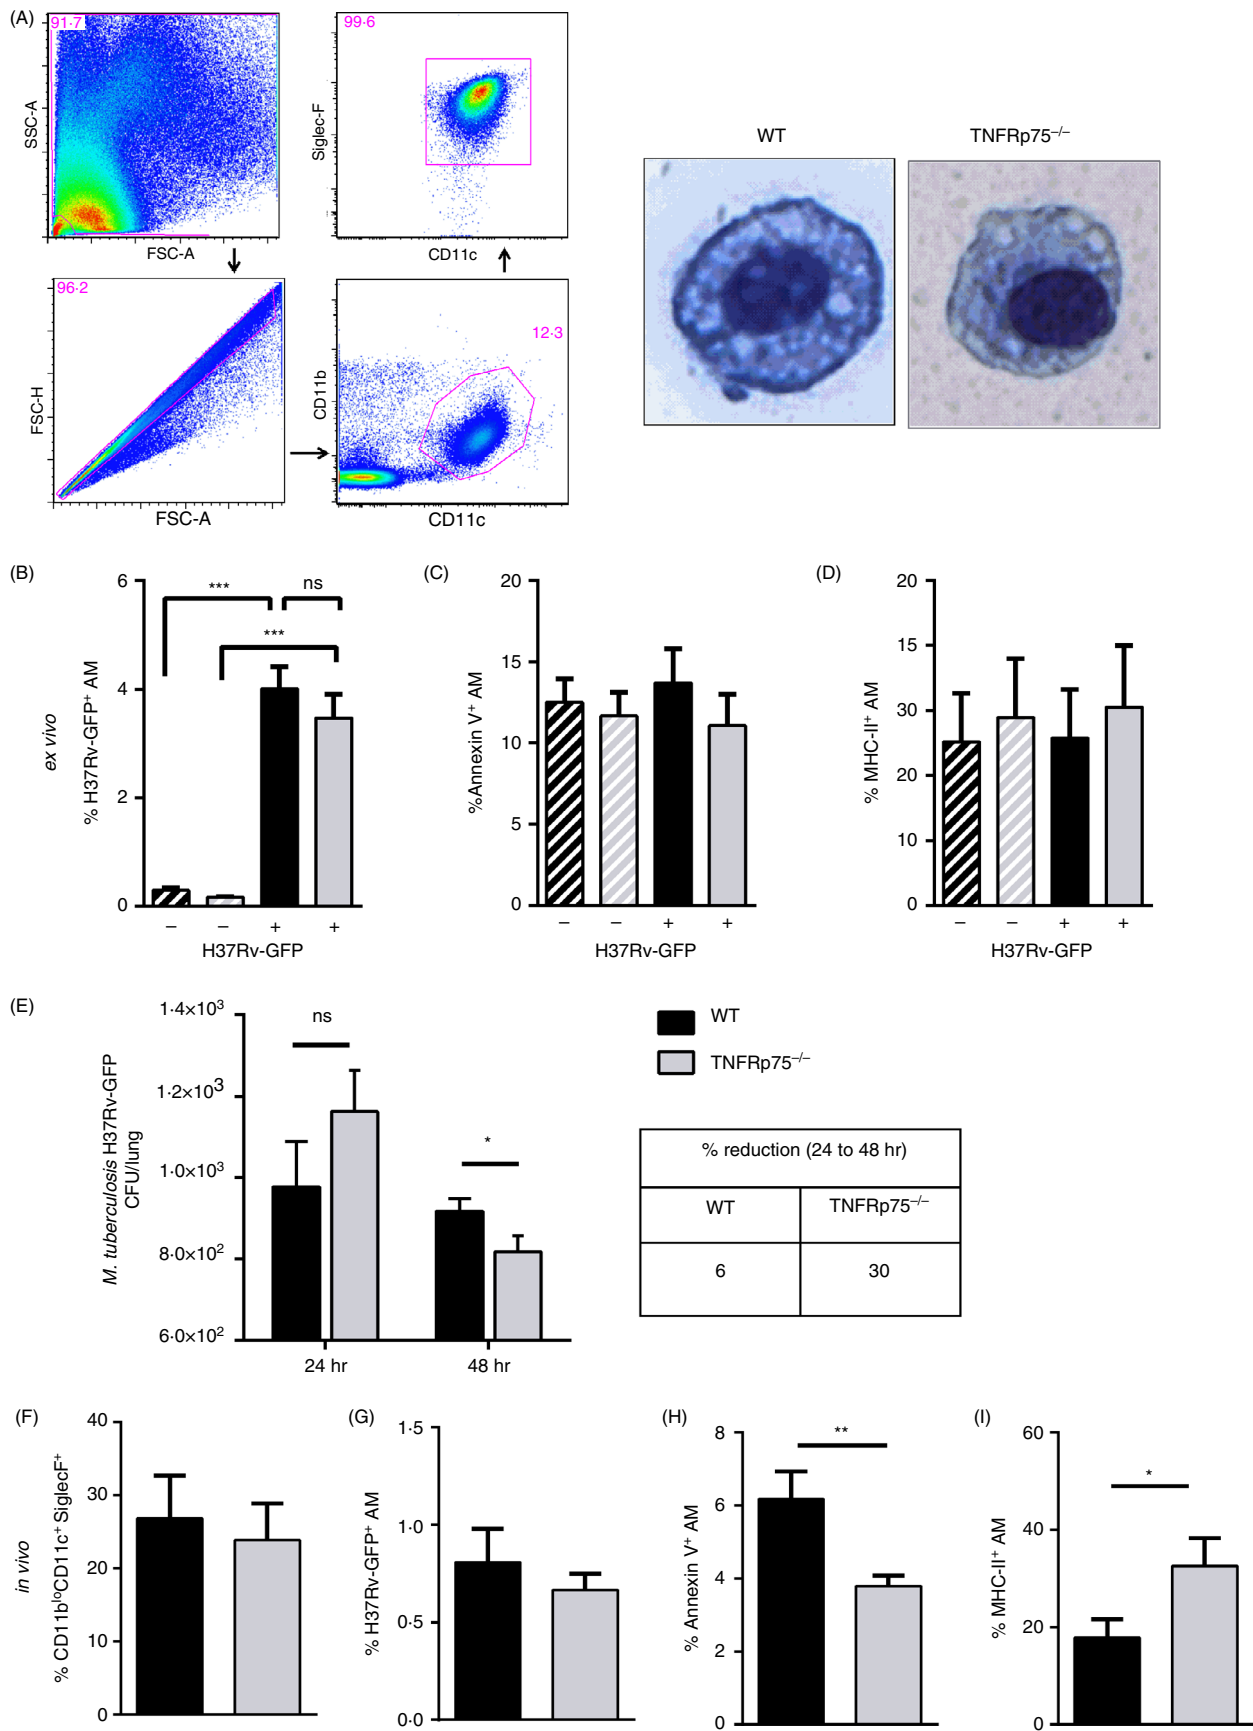 (A)
91·7
SSC-A
FSC-A
99·6
Siglec-F
CD11c
96·2
FSC-H
FSC-A
12·3
CD11b
CD11c
WT
TNFRp75–/–
(B)
ex vivo
% H37Rv-GFP+ AM
6
4
2
0
***
ns
***
– – + +
H37Rv-GFP
(C)
%Annexin V+ AM
20
15
10
5
0
– – + +
H37Rv-GFP
(D)
% MHC-II+ AM
20
15
30
20
10
0
– – + +
H37Rv-GFP
(E)
M. tuberculosis H37Rv-GFP
CFU/lung
1·4×10³
1·2×10³
1·0×10³
8·0×10²
6·0×10²
ns
*
24 hr
48 hr
WT
TNFRp75–/–
% reduction (24 to 48 hr)
WT TNFRp75–/–
6 30
(F)
in vivo
% CD11bloCD11c+ SiglecF+
40
30
20
10
0
(G)
% H37Rv-GFP+ AM
1·5
1·0
0·5
0·0
(H)
% Annexin V+ AM
8
6
4
2
0
**
(I)
% MHC-II+ AM
60
40
20
0
*